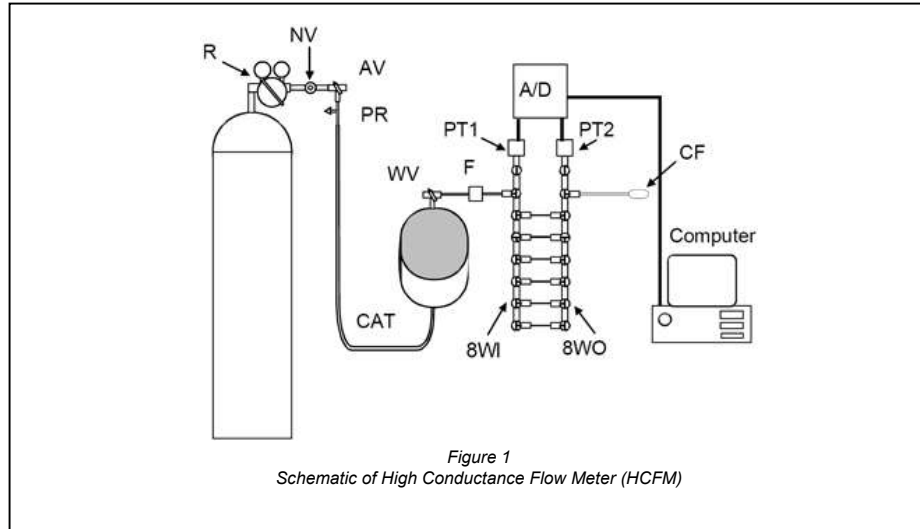 NV
R
AV
A/D
PR
PT1
PT2
F
CF
WV
Computer
CAT
8WI
8WO
Figure 1
Schematic of High Conductance Flow Meter (HCFM)